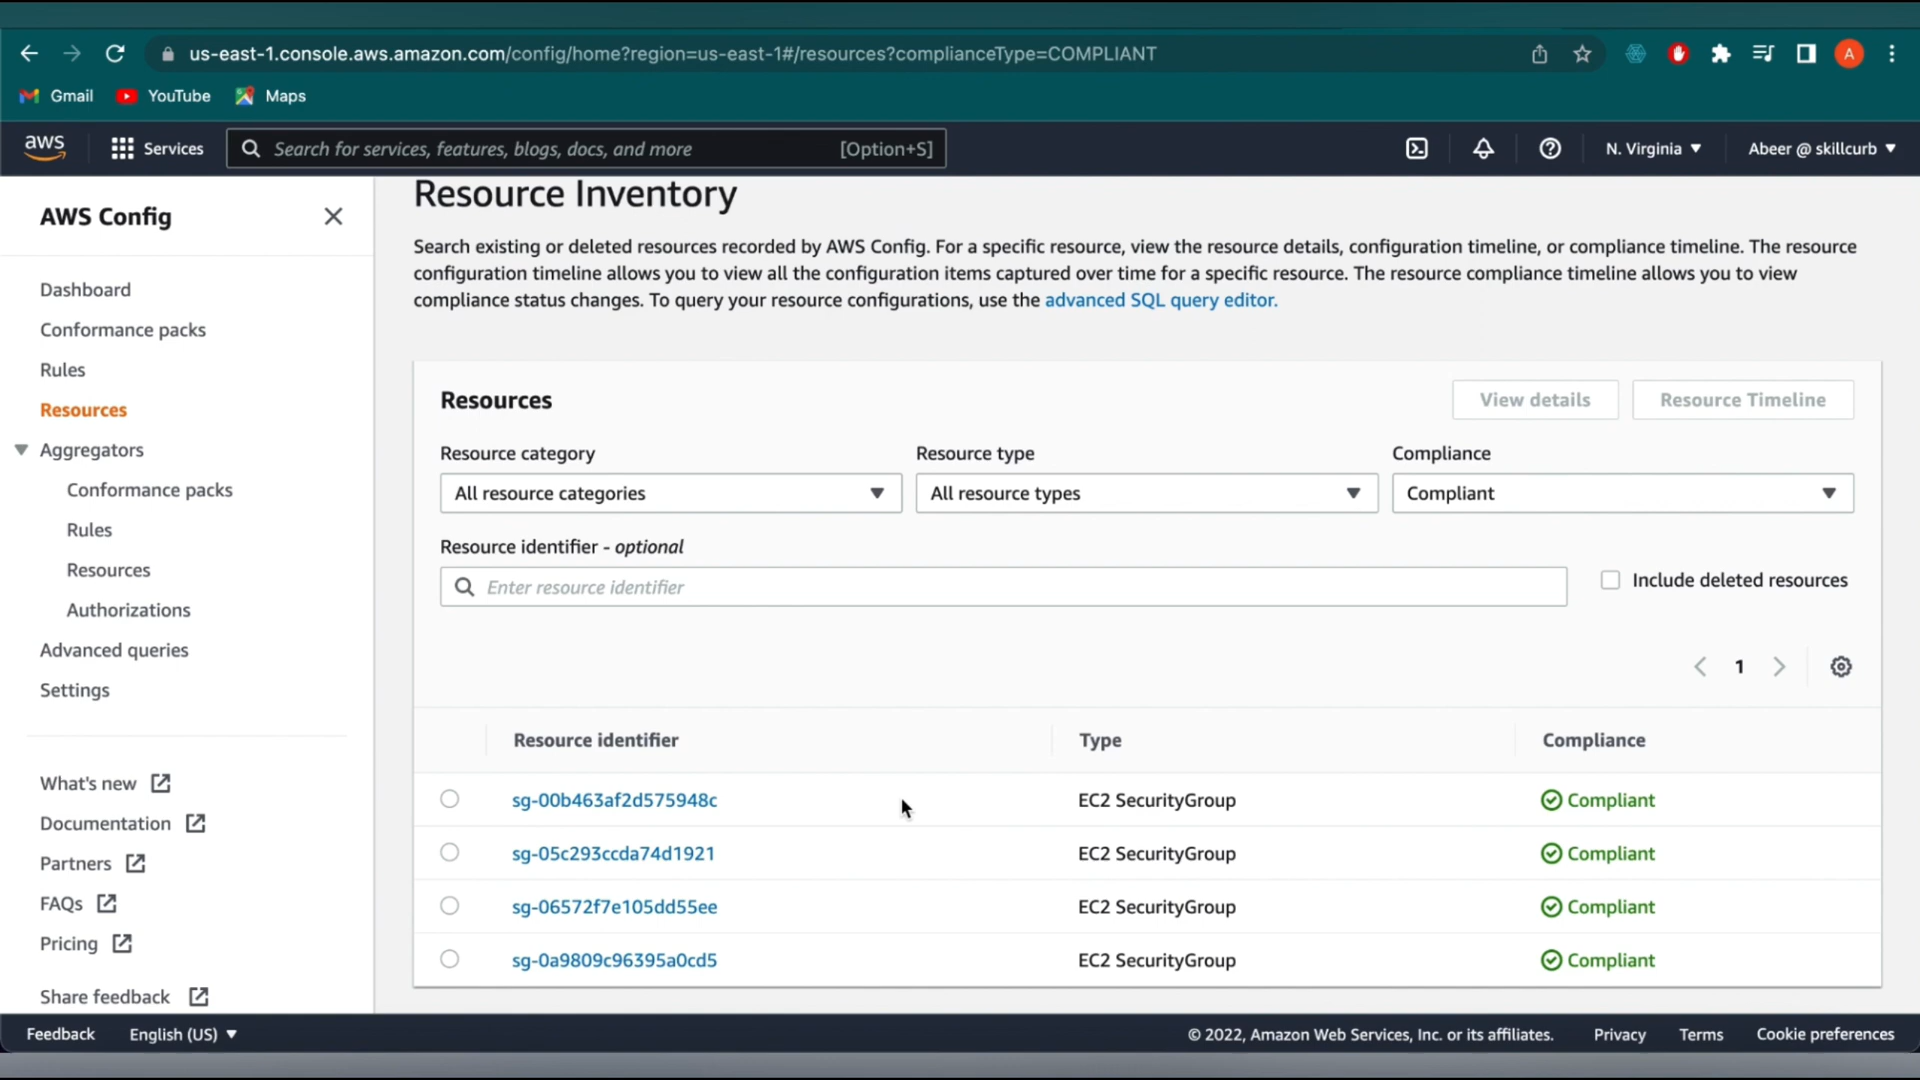 us-east-1.console.aws.amazon.com/config/home?region=us-east-1#/resources?complianceType=COMPLIANT
A
Gmail
YouTube
Maps
aws
Services
Search for services, features, blogs, docs, and more
[Option+S]
N. Virginia
Abeer @ skillcurb
AWS Config
Dashboard
Conformance packs
Rules
Resources
Aggregators
Conformance packs
Rules
Resources
Authorizations
Advanced queries
Settings
What's new
Documentation
Partners
FAQs
Pricing
Share feedback
Resource Inventory
Search existing or deleted resources recorded by AWS Config. For a specific resource, view the resource details, configuration timeline, or compliance timeline. The resource
configuration timeline allows you to view all the configuration items captured over time for a specific resource. The resource compliance timeline allows you to view
compliance status changes. To query your resource configurations, use the advanced SQL query editor.
Resources
View details
Resource Timeline
Resource category
Resource type
Compliance
All resource categories
All resource types
Compliant
Resource identifier - optional
Enter resource identifier
Include deleted resources
1
Resource identifier
Type
Compliance
sg-00b463af2d575948c
EC2 SecurityGroup
Compliant
sg-05c293ccda74d1921
EC2 SecurityGroup
Compliant
sg-06572f7e105dd55ee
EC2 SecurityGroup
Compliant
sg-0a9809c96395a0cd5
EC2 SecurityGroup
Compliant
Feedback
English (US)
© 2022, Amazon Web Services, Inc. or its affiliates.
Privacy
Terms
Cookie preferences